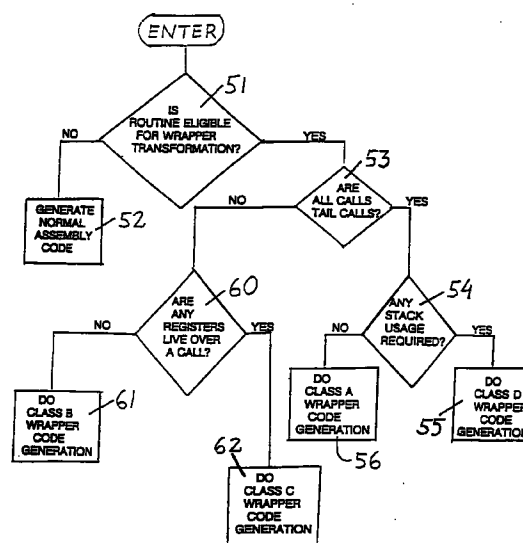 ENTER
51
IS
ROUTINE ELIGIBLE
FOR WRAPPER
TRANSFORMATION?
NO
YES
53
ARE
ALL CALLS
TAIL CALLS?
NO
YES
GENERATE
NORMAL
ASSEMBLY
CODE
52
60
ARE
ANY
REGISTERS
LIVE OVER
A CALL?
NO
YES
54
ANY
STACK
USAGE
REQUIRED?
NO
YES
DO
CLASS B
WRAPPER
CODE
GENERATION
61
62
DO
CLASS C
WRAPPER
CODE
GENERATION
DO
CLASS A
WRAPPER
CODE
GENERATION
56
DO
CLASS D
WRAPPER
CODE
GENERATION
55